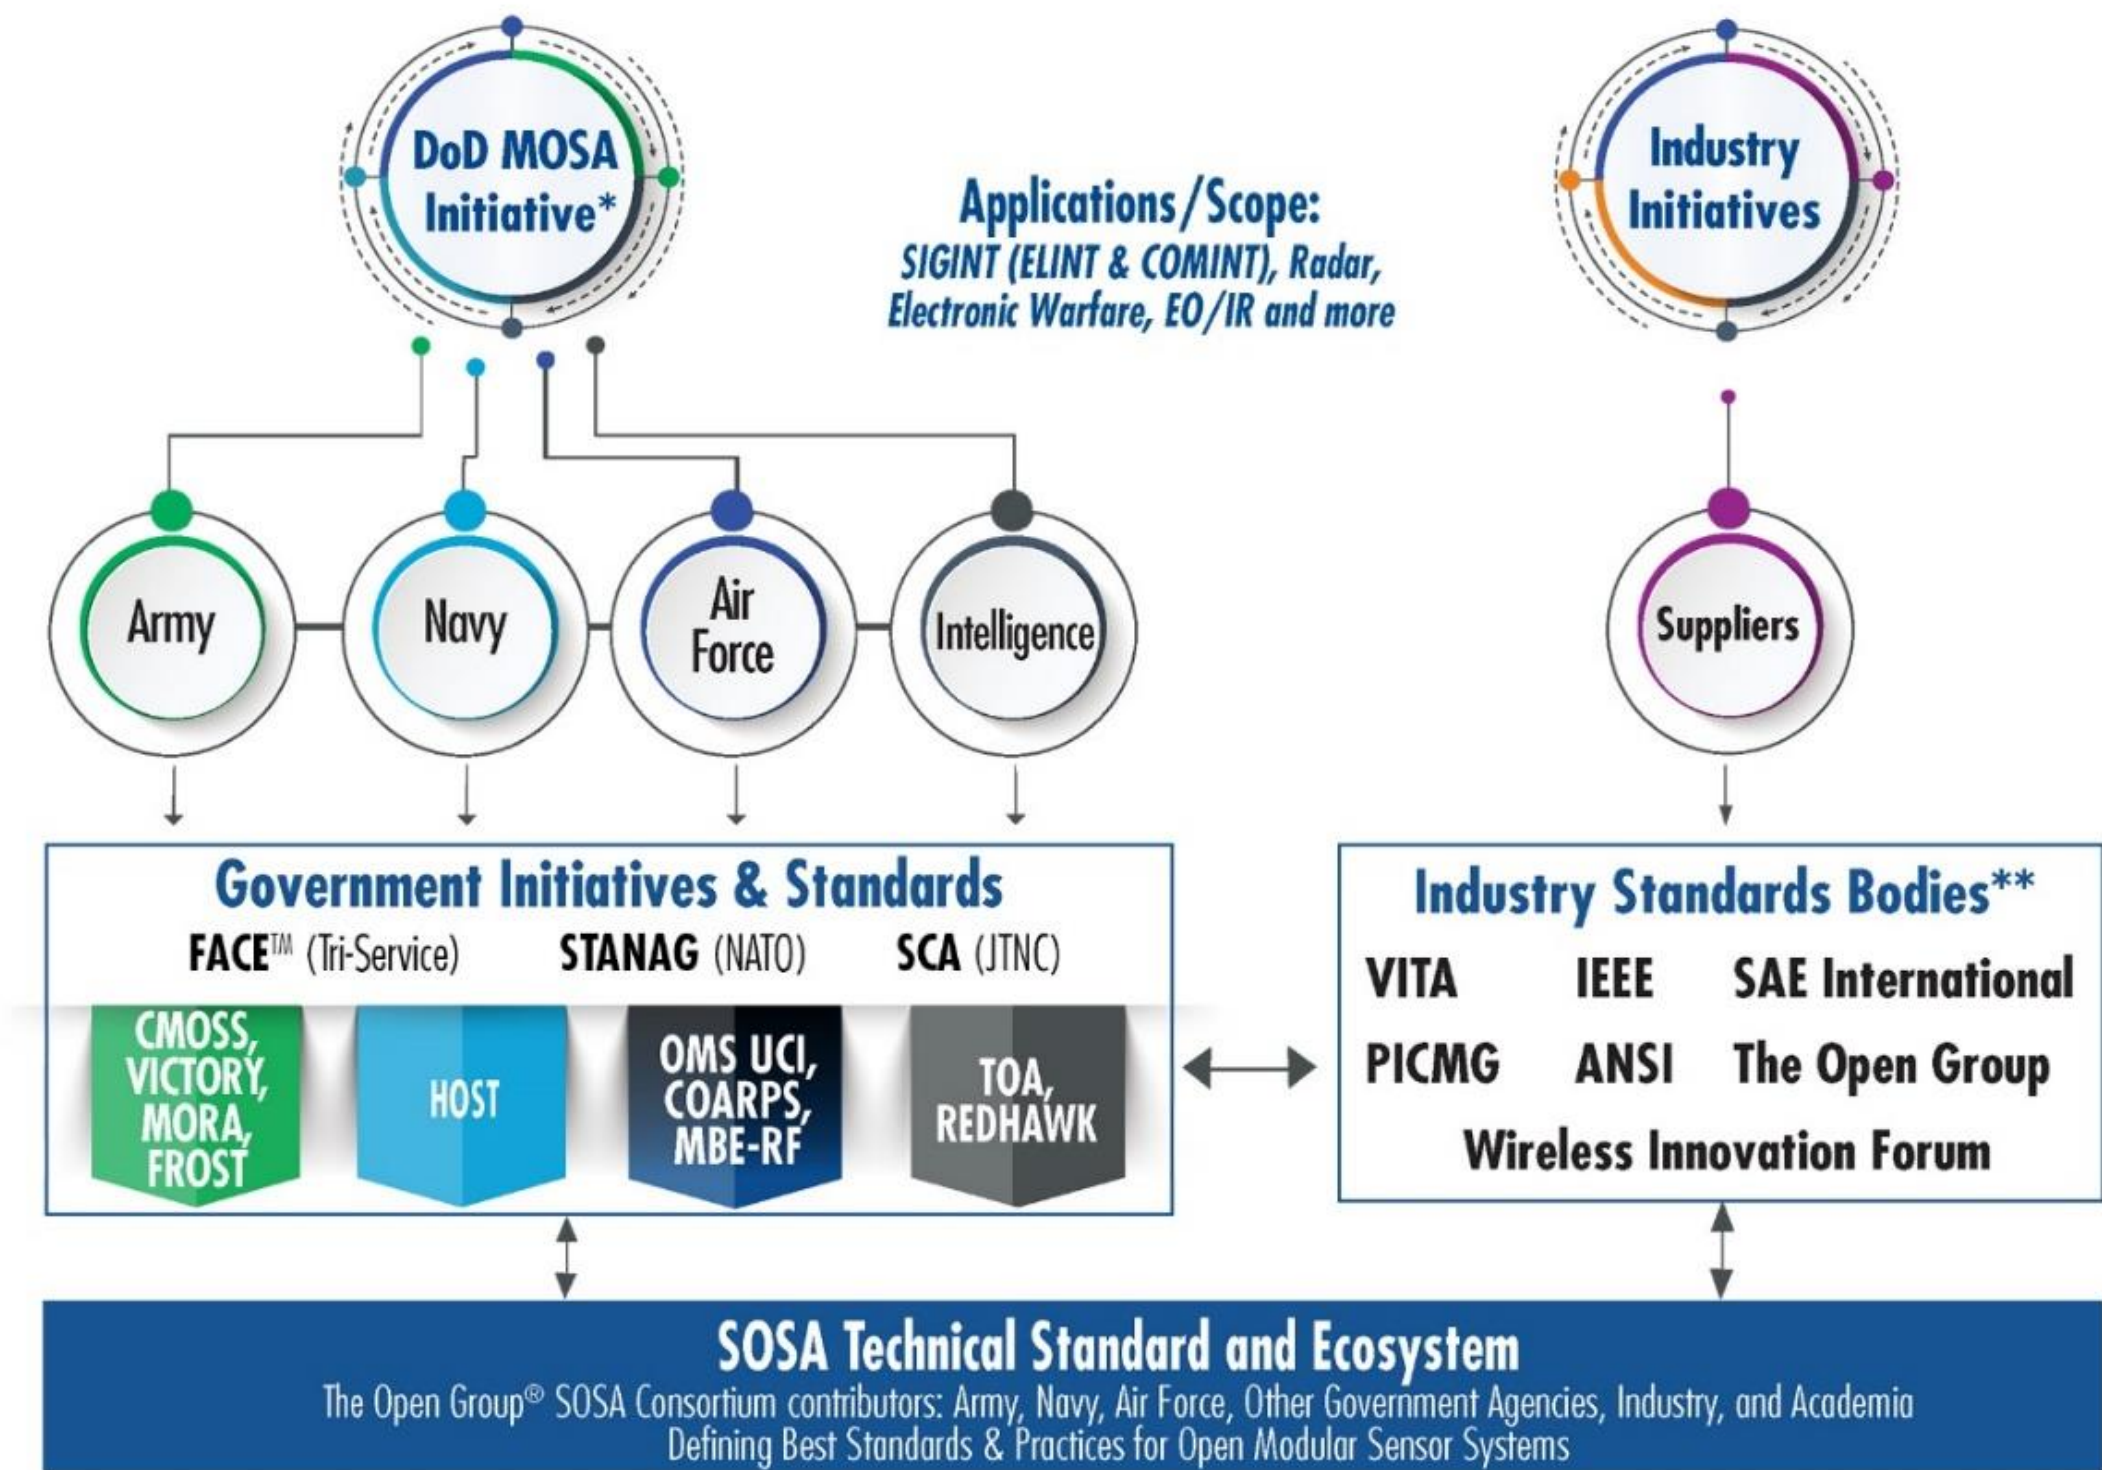 DoD MOSA
Initiative*
Applications/Scope:
SIGINT (ELINT & COMINT), Radar,
Electronic Warfare, EO/IR and more
Industry
Initiatives
Army
Navy
Air
Force
Intelligence
Suppliers
Government Initiatives & Standards
FACE™ (Tri-Service) STANAG (NATO) SCA (JTNC)
CMOSS,
VICTORY,
MORA,
FROST
HOST
OMS UCI,
COARPS,
MBE-RF
TOA,
REDHAWK
Industry Standards Bodies**
VITA IEEE SAE International
PICMG ANSI The Open Group
Wireless Innovation Forum
SOSA Technical Standard and Ecosystem
The Open Group® SOSA Consortium contributors: Army, Navy, Air Force, Other Government Agencies, Industry, and Academia
Defining Best Standards & Practices for Open Modular Sensor Systems